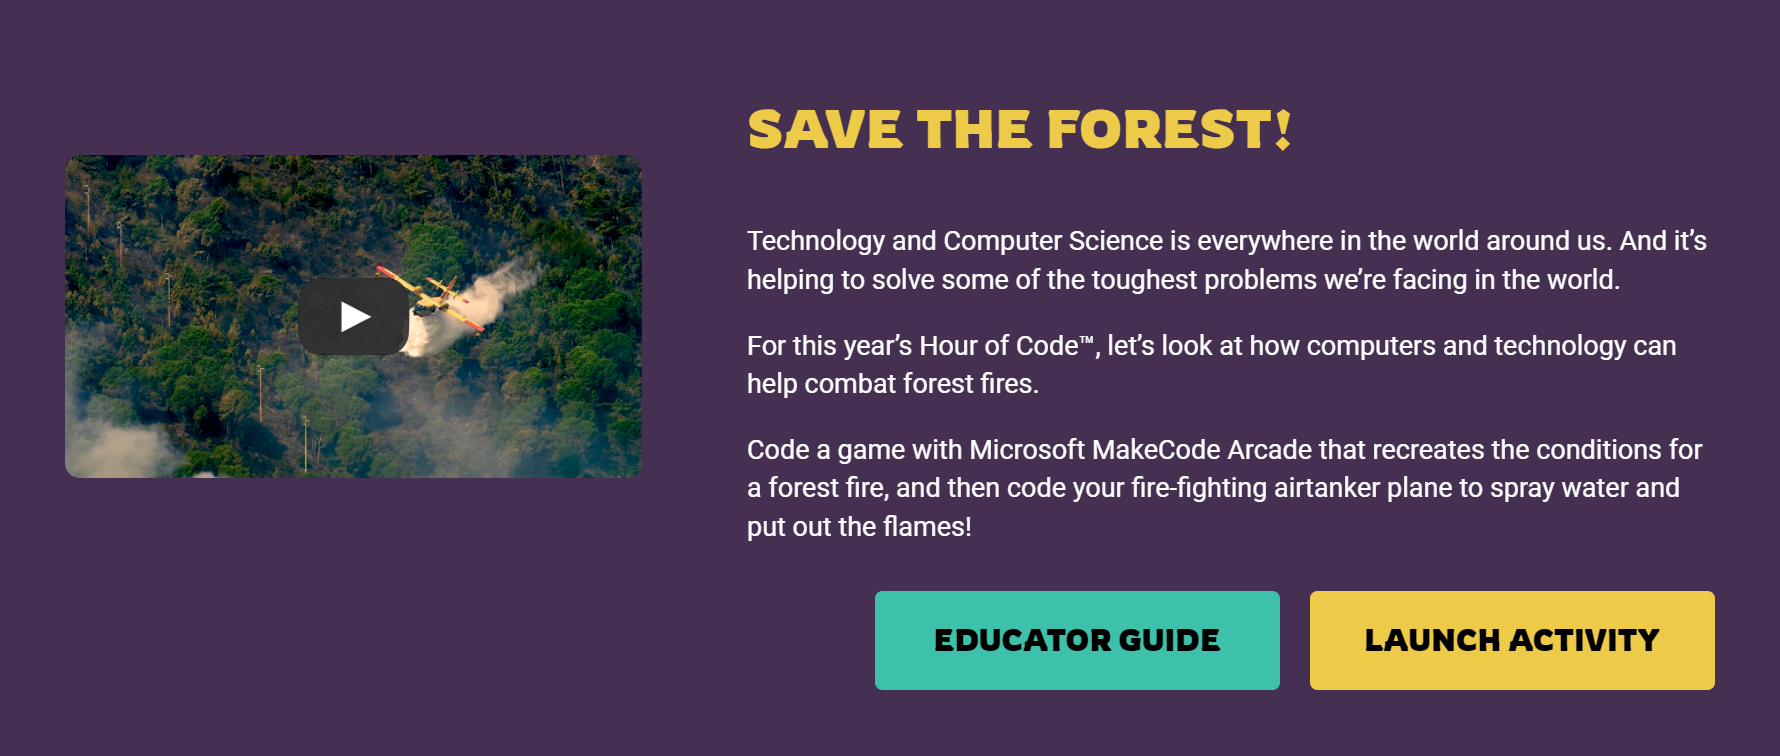 SAVE THE FOREST!
Technology and Computer Science is everywhere in the world around us. And it’s
helping to solve some of the toughest problems we’re facing in the world.
For this year’s Hour of Code™, let’s look at how computers and technology can
help combat forest fires.
Code a game with Microsoft MakeCode Arcade that recreates the conditions for
a forest fire, and then code your fire-fighting airtanker plane to spray water and
put out the flames!
EDUCATOR GUIDE
LAUNCH ACTIVITY